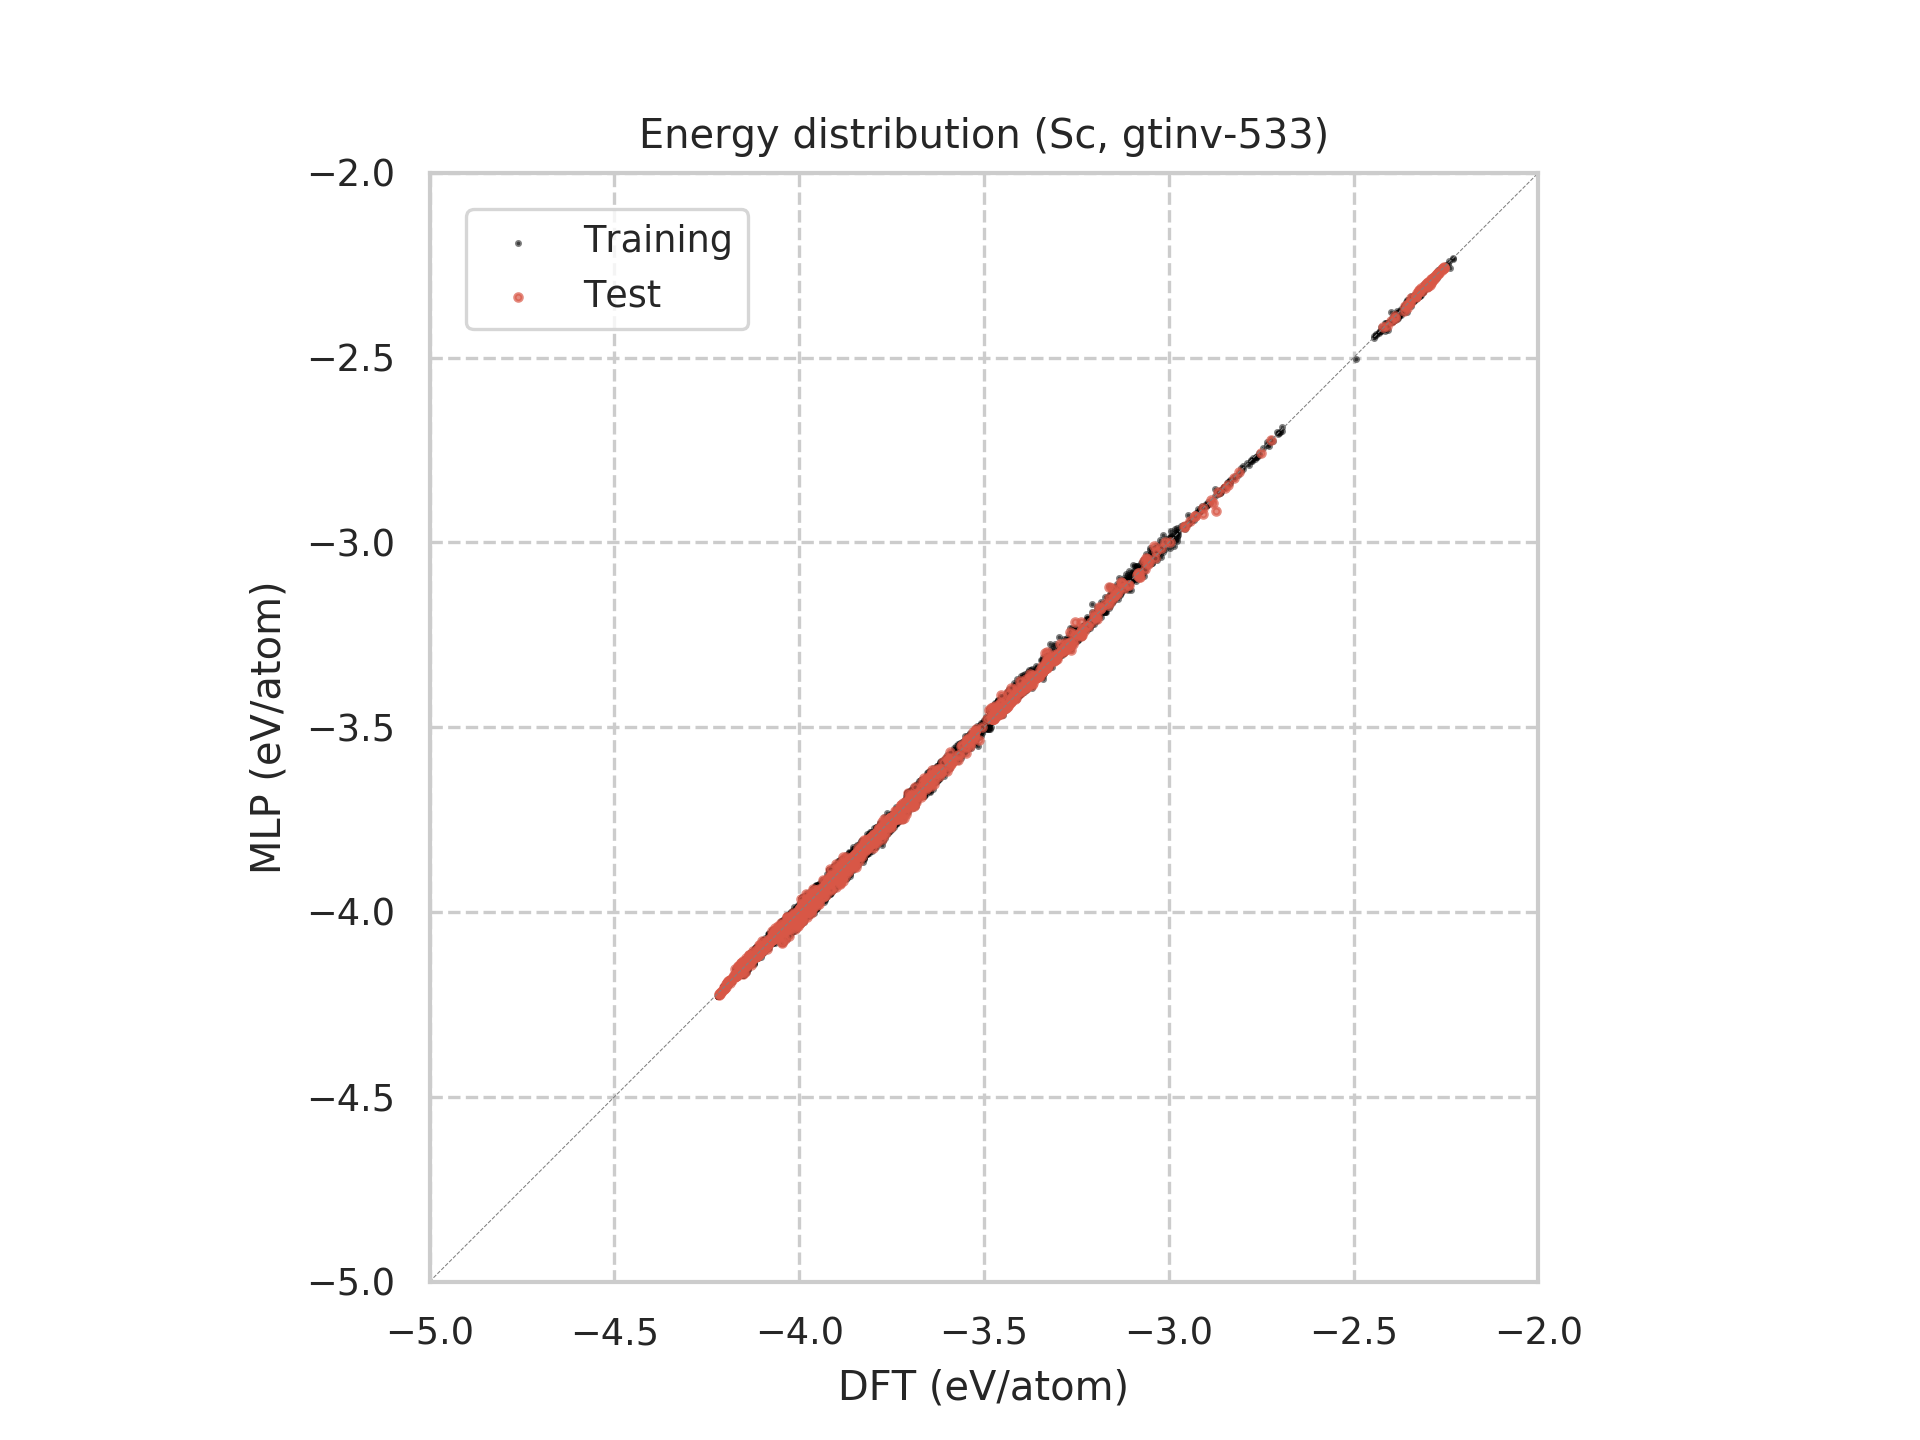 Energy distribution (Sc, gtinv-533)
−2.0
−2.5
−3.0
−3.5
−4.0
−4.5
−5.0
MLP (eV/atom)
Training
Test
−5.0 −4.5 −4.0 −3.5 −3.0 −2.5 −2.0
DFT (eV/atom)